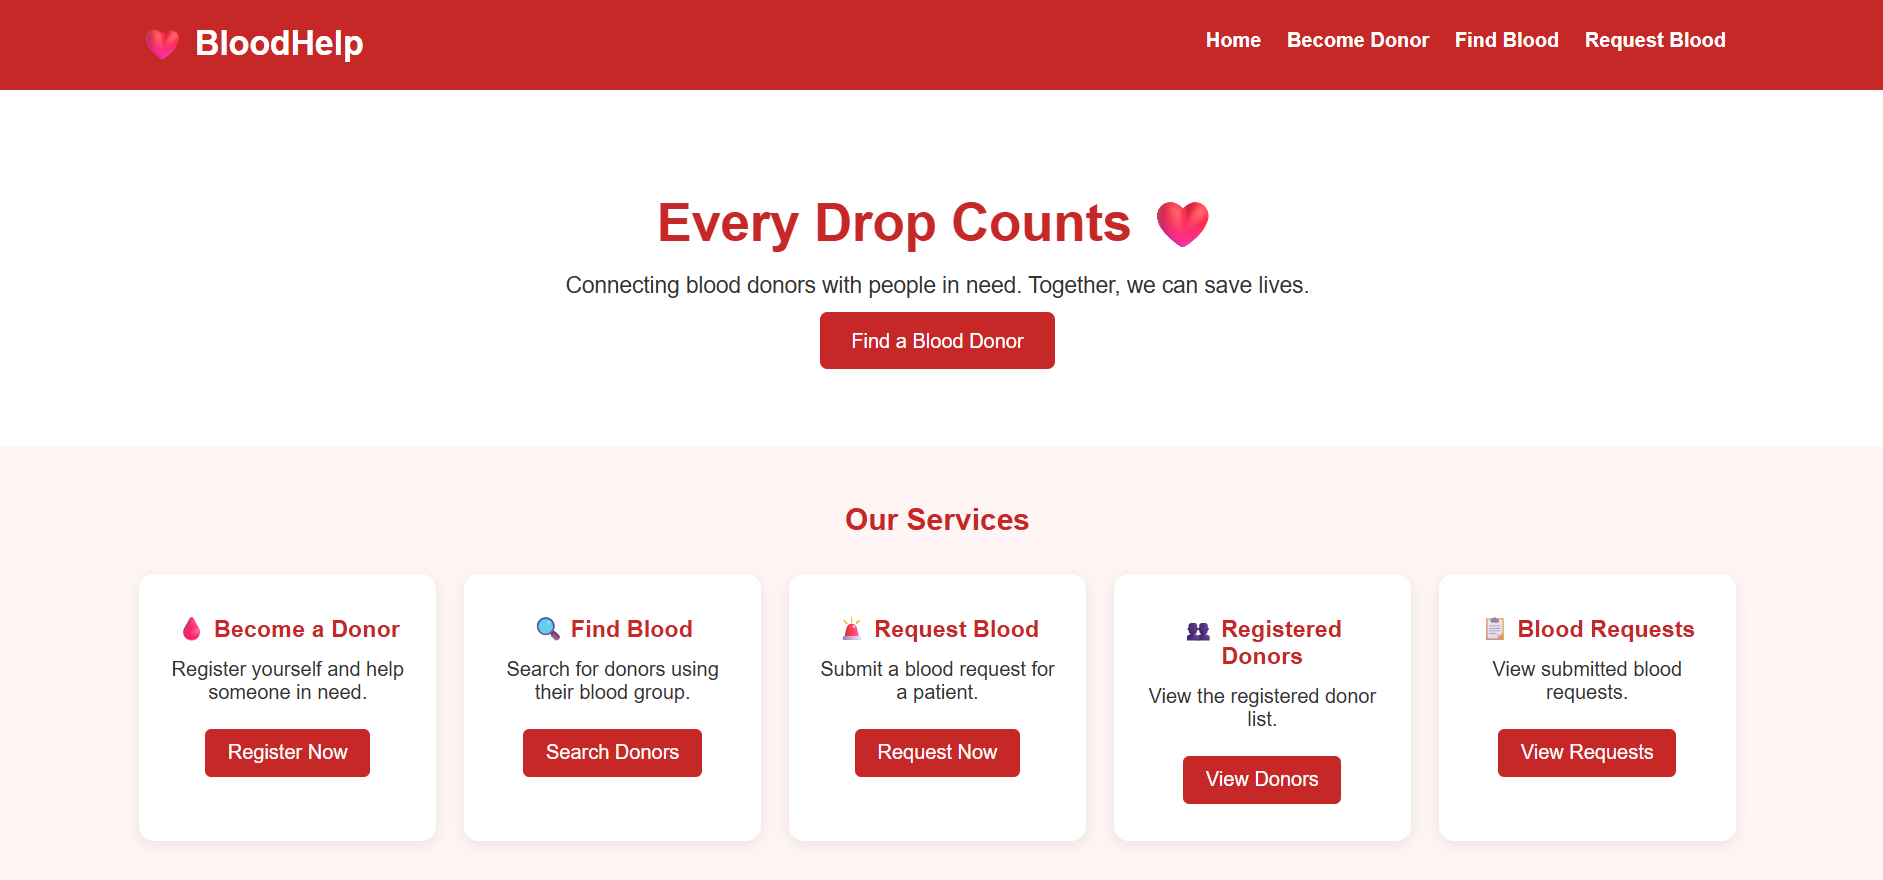 BloodHelp
Home
Become Donor
Find Blood
Request Blood
Every Drop Counts
Connecting blood donors with people in need. Together, we can save lives.
Find a Blood Donor
Our Services
Become a Donor
Register yourself and help
someone in need.
Register Now
Find Blood
Search for donors using
their blood group.
Search Donors
Request Blood
Submit a blood request for
a patient.
Request Now
Registered
Donors
View the registered donor
list.
View Donors
Blood Requests
View submitted blood
requests.
View Requests